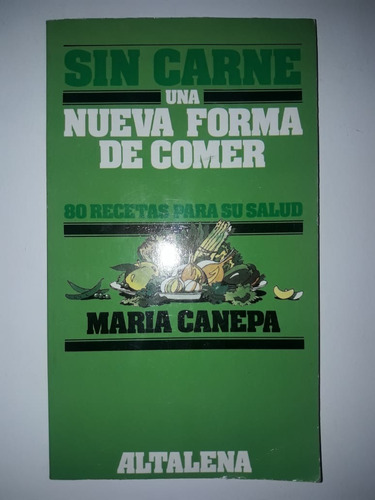 SIN CARNE
UNA
NUEVA FORMA
DE COMER
80 RECETAS PARA SU SALUD
MARIA CANEPA
ALTALENA